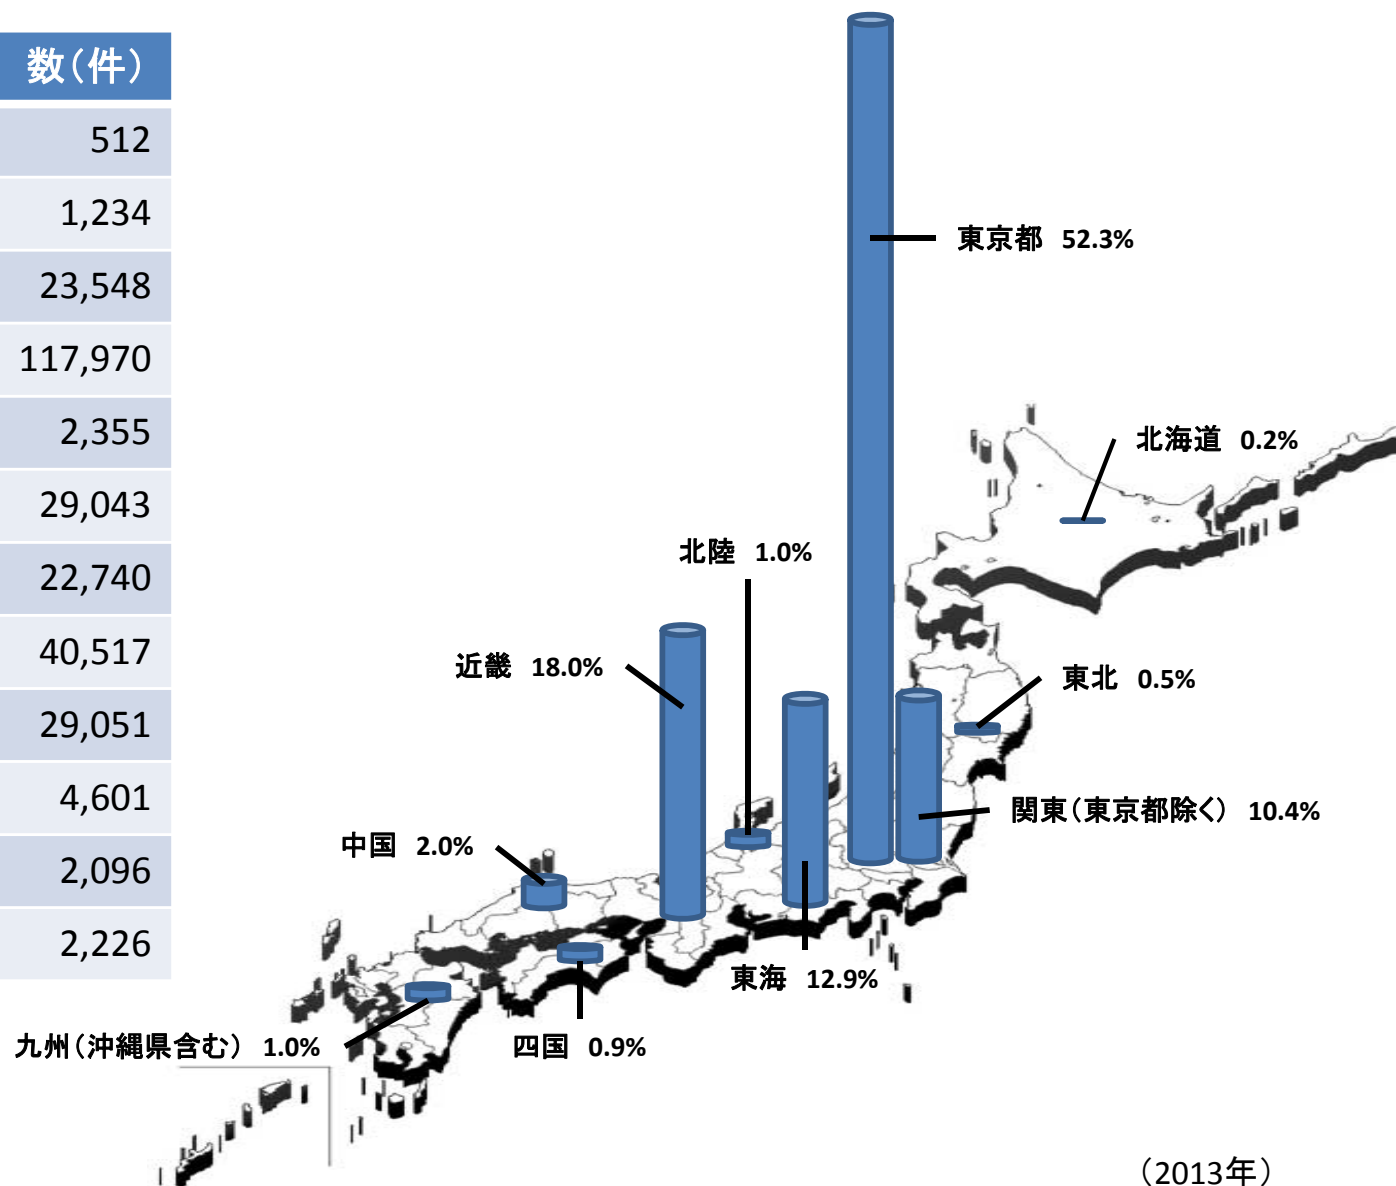 数(件)
512
1,234
23,548
117,970
2,355
29,043
22,740
40,517
29,051
4,601
2,096
2,226
東京都 52.3%
北海道 0.2%
北陸 1.0%
近畿 18.0%
東北 0.5%
関東(東京都除く) 10.4%
中国 2.0%
東海 12.9%
九州(沖縄県含む) 1.0%
四国 0.9%
(2013年)